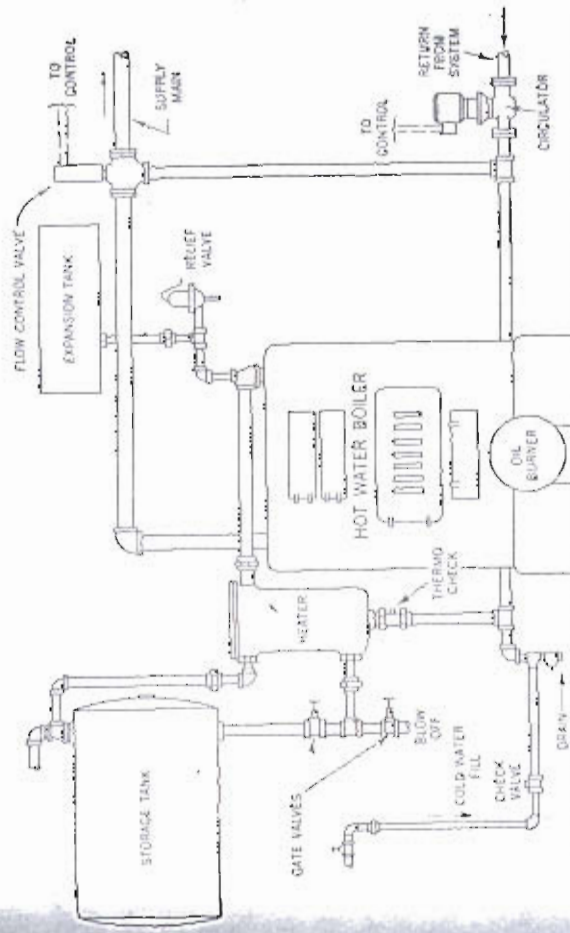 FLOW CONTROL VALVE
TO
CONTROL
SUPPLY
MAIN
EXPANSION TANK
RELIEF
VALVE
TO
CONTROL
RETURN
FROM
SYSTEM
CIRCULATOR
HOT WATER BOILER
OIL
BURNER
HEATER
THERMO
CHECK
STORAGE TANK
GATE VALVES
BLOW
OFF
COLD WATER
FILL
CHECK
VALVE
DRAIN